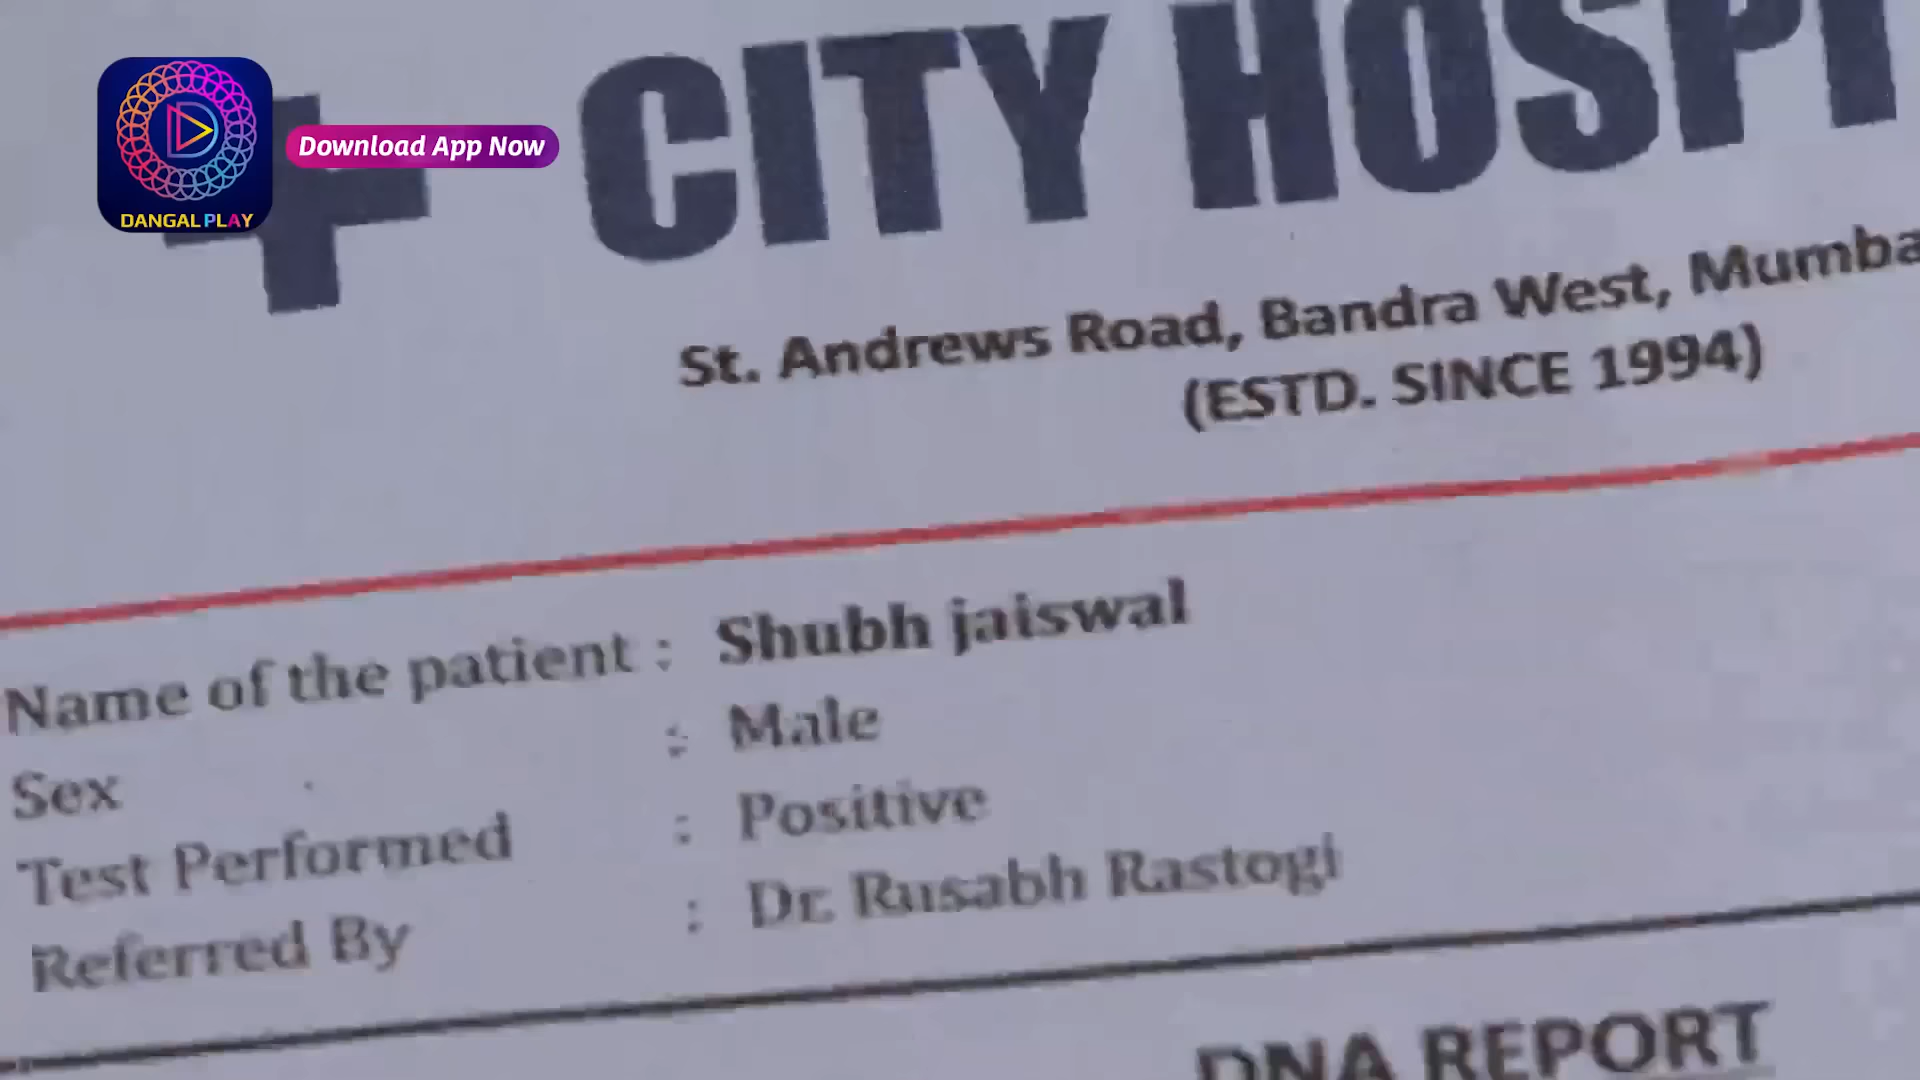 DANGAL PLAY
Download App Now
CITY HOSPI
St. Andrews Road, Bandra West, Mumba
(ESTD. SINCE 1994)
Name of the patient : Shubh jaiswal
Sex : Male
Test Performed : Positive
Referred By : Dr. Rusabh Rastogi
DNA REPORT